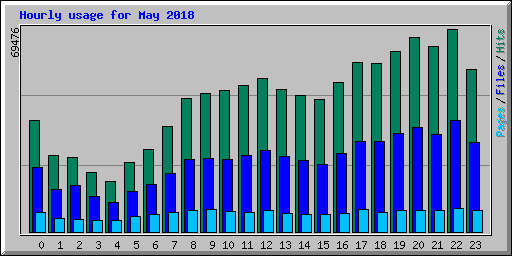 Hourly usage for May 2018
69476
Pages / Files / Hits
0 1 2 3 4 5 6 7 8 9 10 11 12 13 14 15 16 17 18 19 20 21 22 23